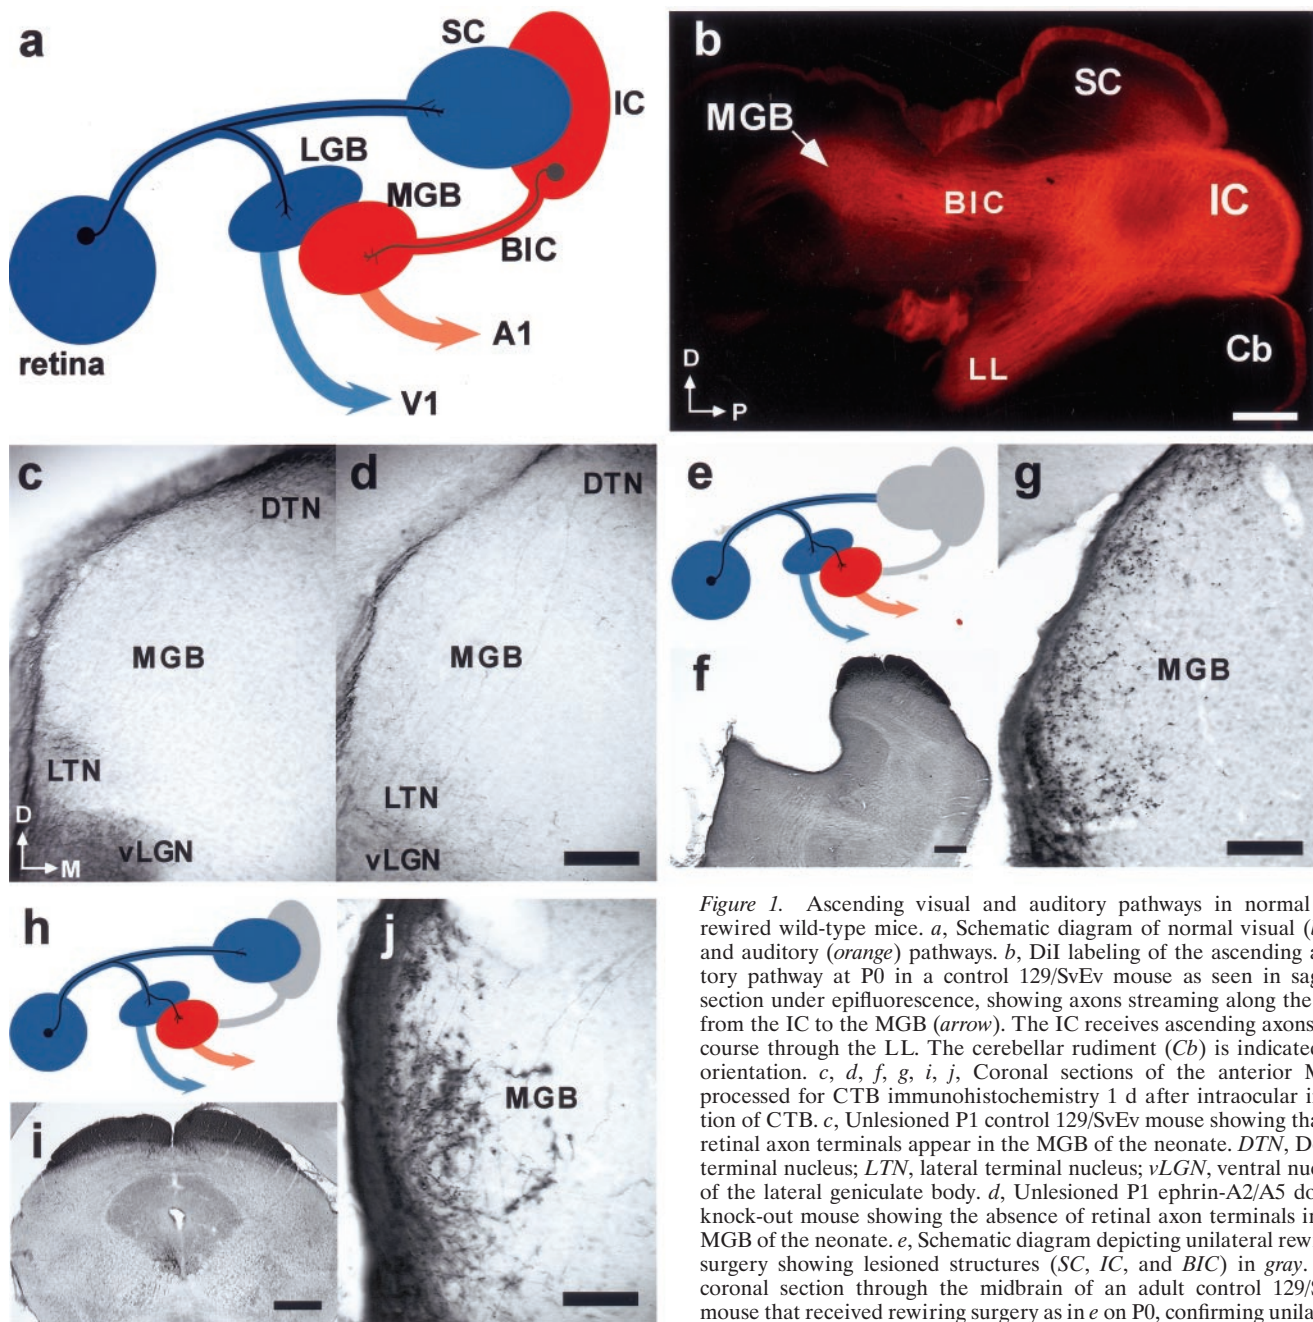 a
SC
IC
LGB
MGB
BIC
retina
A1
V1
b
SC
MGB
BIC
IC
LL
Cb
D
P
c
DTN
MGB
LTN
D
M
vLGN
d
DTN
MGB
LTN
vLGN
e
f
g
MGB
h
i
j
MGB
Figure 1. Ascending visual and auditory pathways in normal
rewired wild-type mice. a, Schematic diagram of normal visual
and auditory (orange) pathways. b, DiI labeling of the ascending
tory pathway at P0 in a control 129/SvEv mouse as seen in
section under epifluorescence, showing axons streaming along the
from the IC to the MGB (arrow). The IC receives ascending axons
course through the LL. The cerebellar rudiment (Cb) is indicated
orientation. c, d, f, g, i, j, Coronal sections of the anterior
processed for CTB immunohistochemistry 1 d after intraocular
tion of CTB. c, Unlesioned P1 control 129/SvEv mouse showing
retinal axon terminals appear in the MGB of the neonate. DTN,
terminal nucleus; LTN, lateral terminal nucleus; vLGN, ventral
of the lateral geniculate body. d, Unlesioned P1 ephrin-A2/A5
knock-out mouse showing the absence of retinal axon terminals
MGB of the neonate. e, Schematic diagram depicting unilateral
surgery showing lesioned structures (SC, IC, and BIC) in gray.
coronal section through the midbrain of an adult control
mouse that received rewiring surgery as in e on P0, confirming